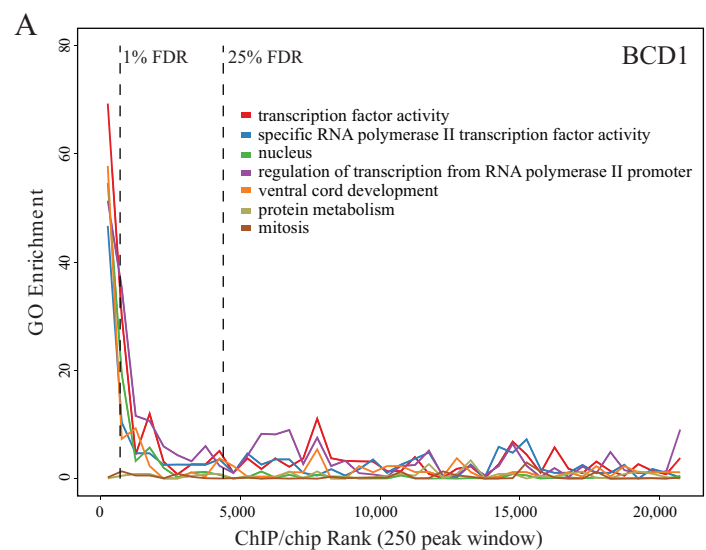 A
BCD1
1% FDR
25% FDR
transcription factor activity
specific RNA polymerase II transcription factor activity
nucleus
regulation of transcription from RNA polymerase II promoter
ventral cord development
protein metabolism
mitosis
GO Enrichment
80
60
40
20
0
0 5,000 10,000 15,000 20,000
ChIP/chip Rank (250 peak window)